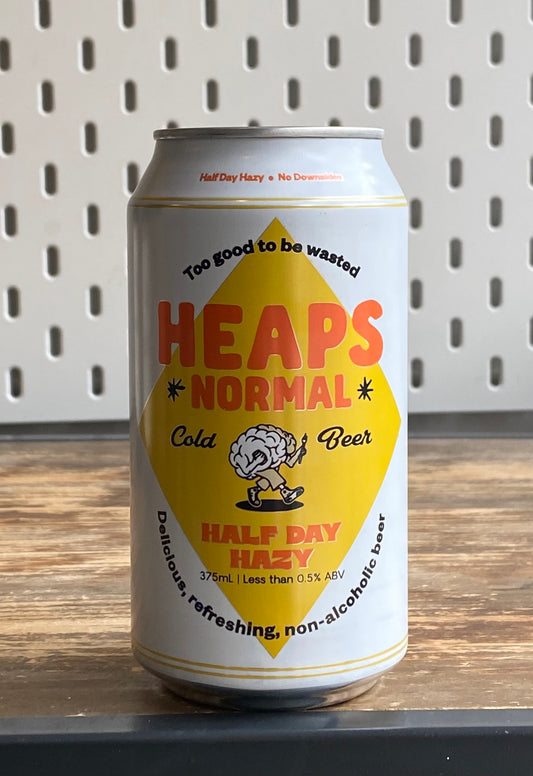 Half Day Hazy • No Downsides
Too good to be wasted
HEAPS
* NORMAL *
Cold Beer
HALF DAY
HAZY
375mL | Less than 0.5% ABV
Delicious, refreshing, non-alcoholic beer